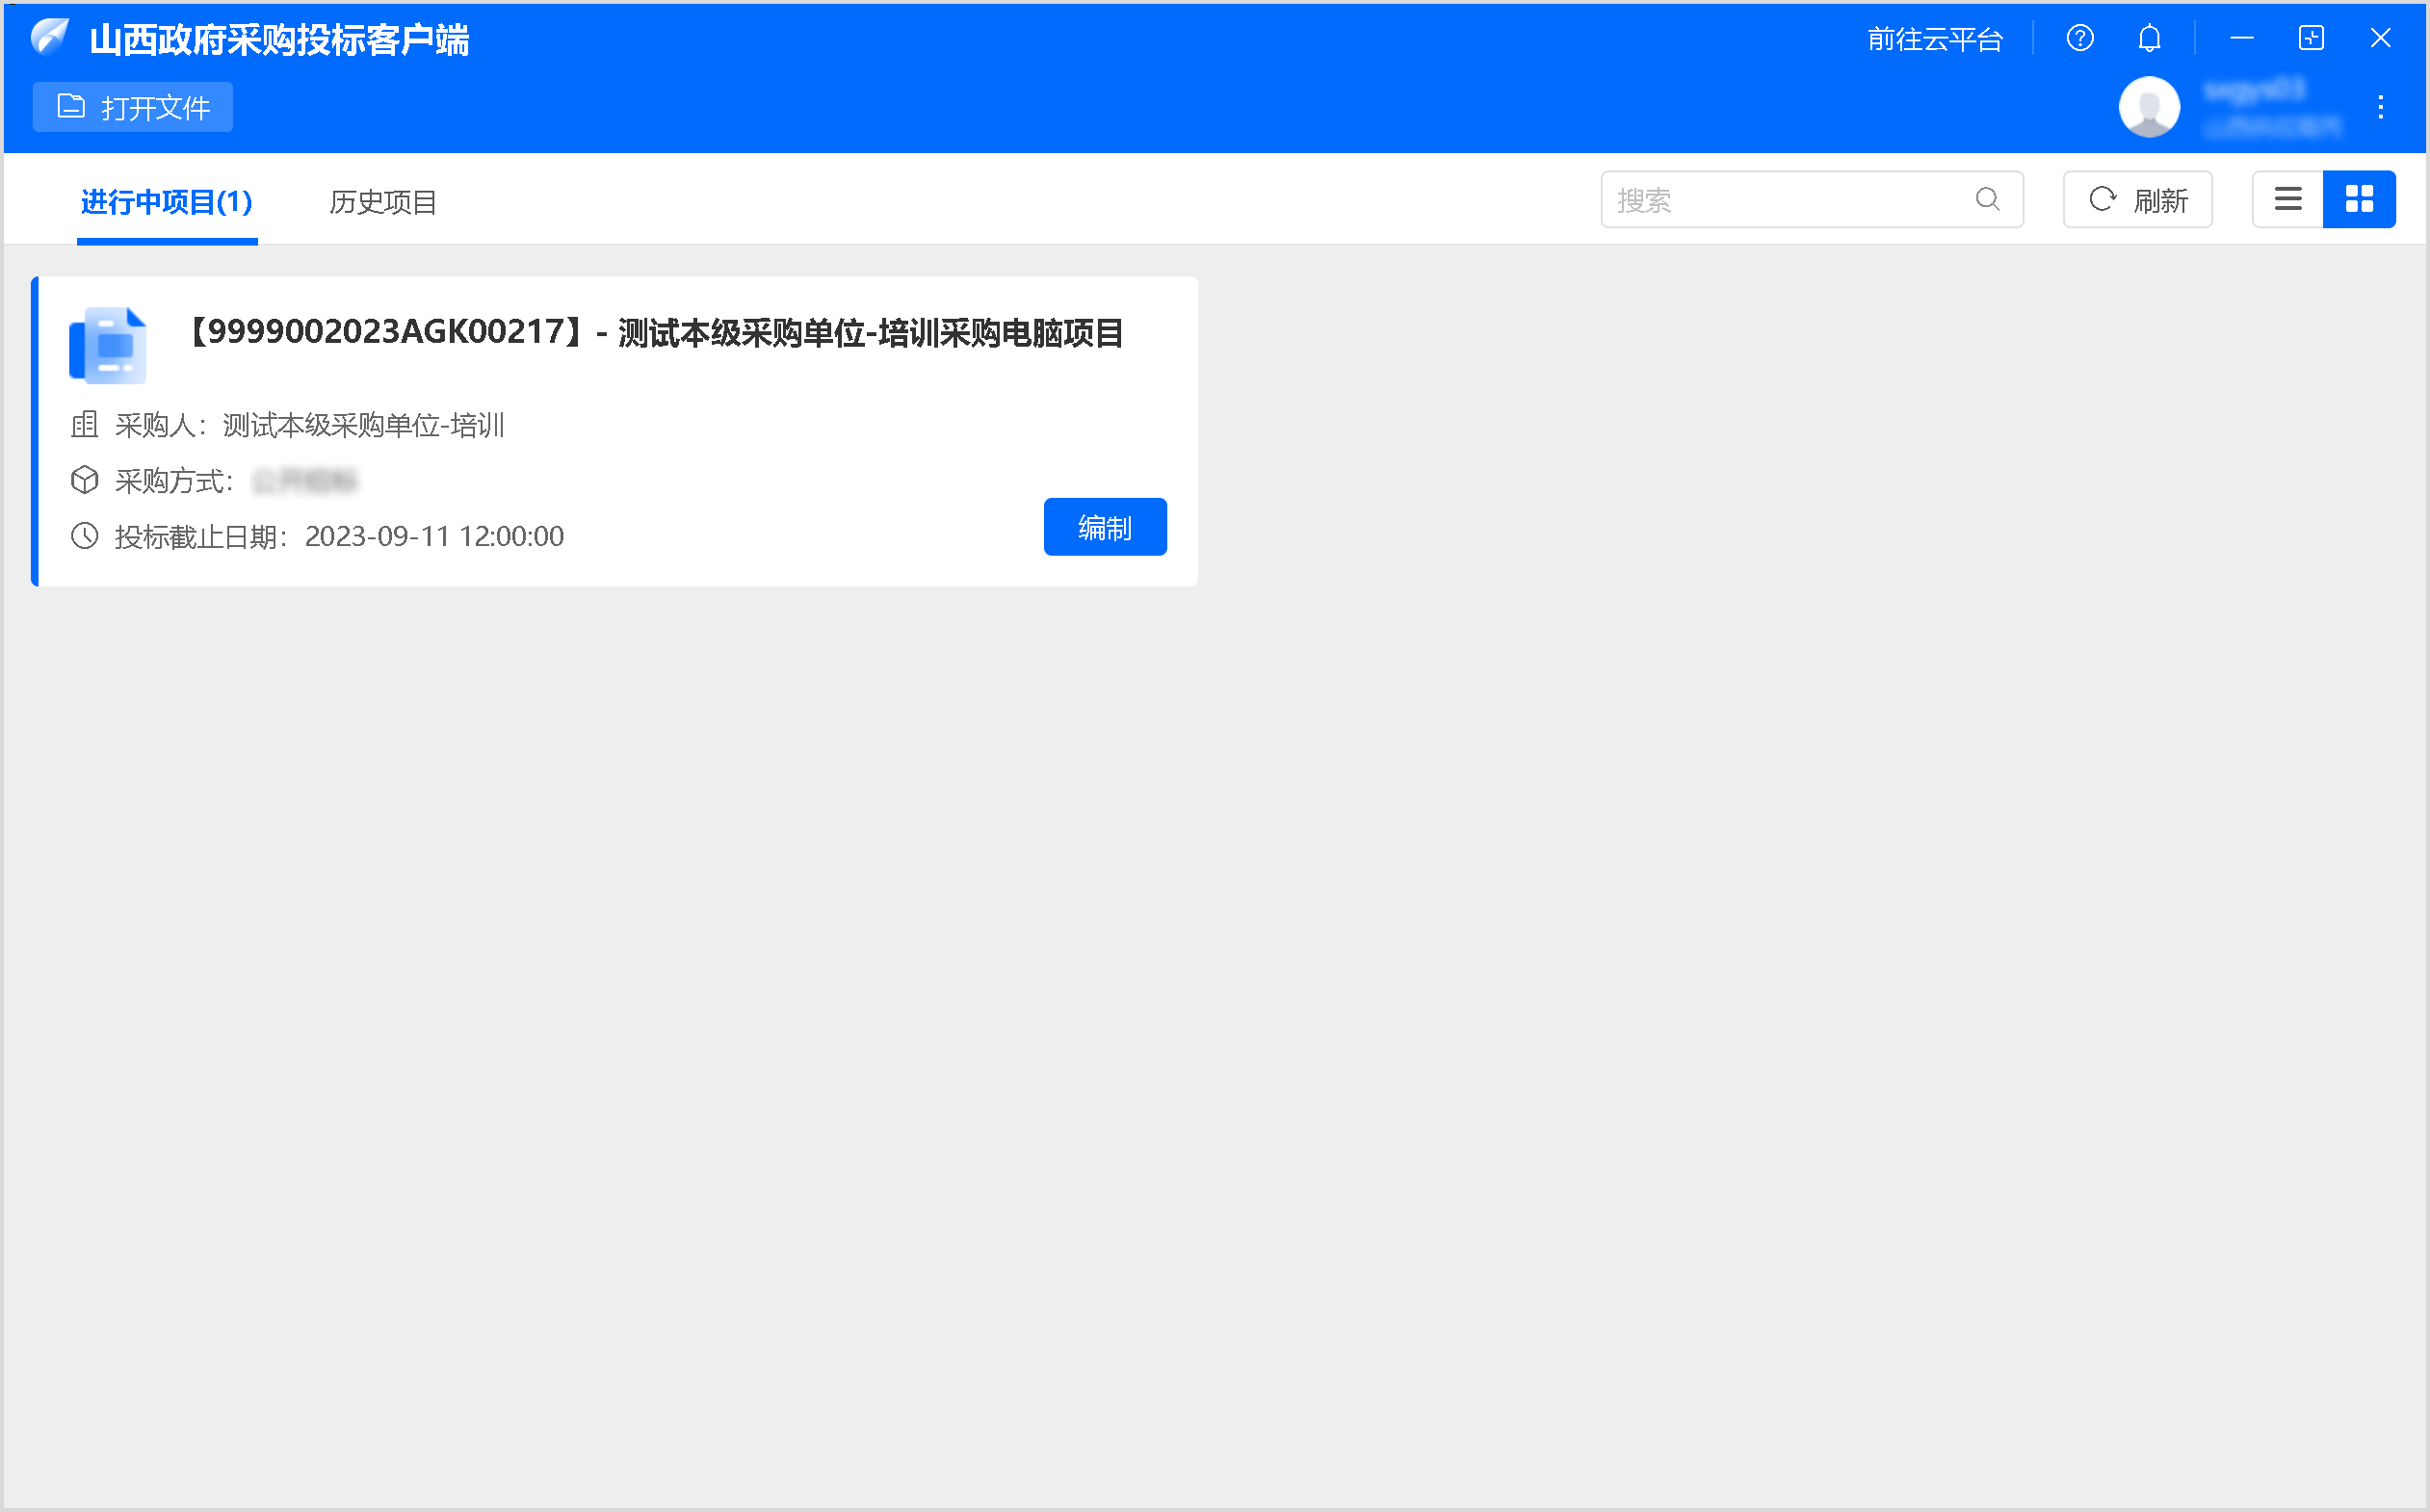 山西政府采购投标客户端
前往云平台
打开文件
进行中项目(1)
历史项目
搜索
刷新
【9999002023AGK00217】- 测试本级采购单位-培训采购电脑项目
采购人：测试本级采购单位-培训
采购方式：
投标截止日期：2023-09-11 12:00:00
编制